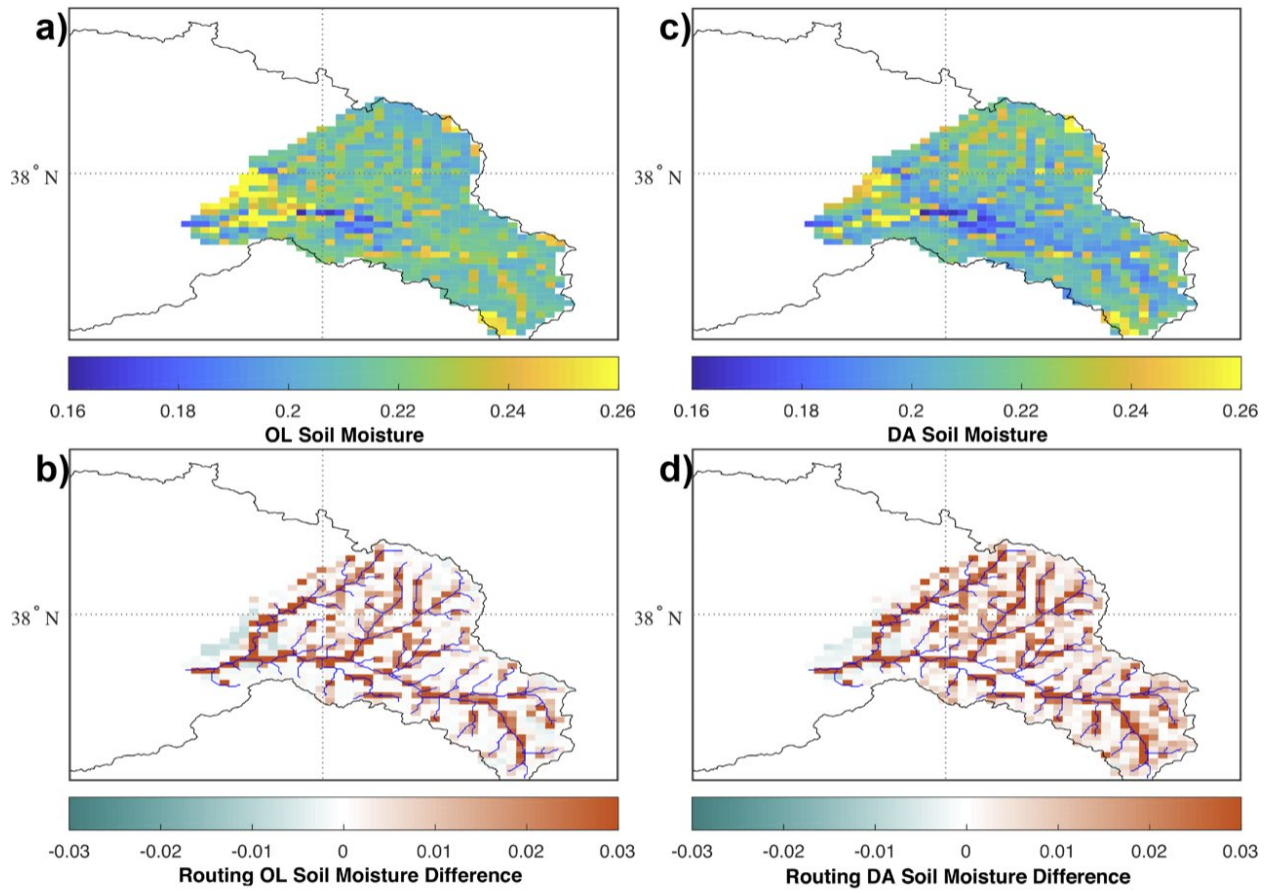 a)
38° N
0.16 0.18 0.2 0.22 0.24 0.26
OL Soil Moisture
c)
38° N
0.16 0.18 0.2 0.22 0.24 0.26
DA Soil Moisture
b)
38° N
-0.03 -0.02 -0.01 0 0.01 0.02 0.03
Routing OL Soil Moisture Difference
d)
38° N
-0.03 -0.02 -0.01 0 0.01 0.02 0.03
Routing DA Soil Moisture Difference